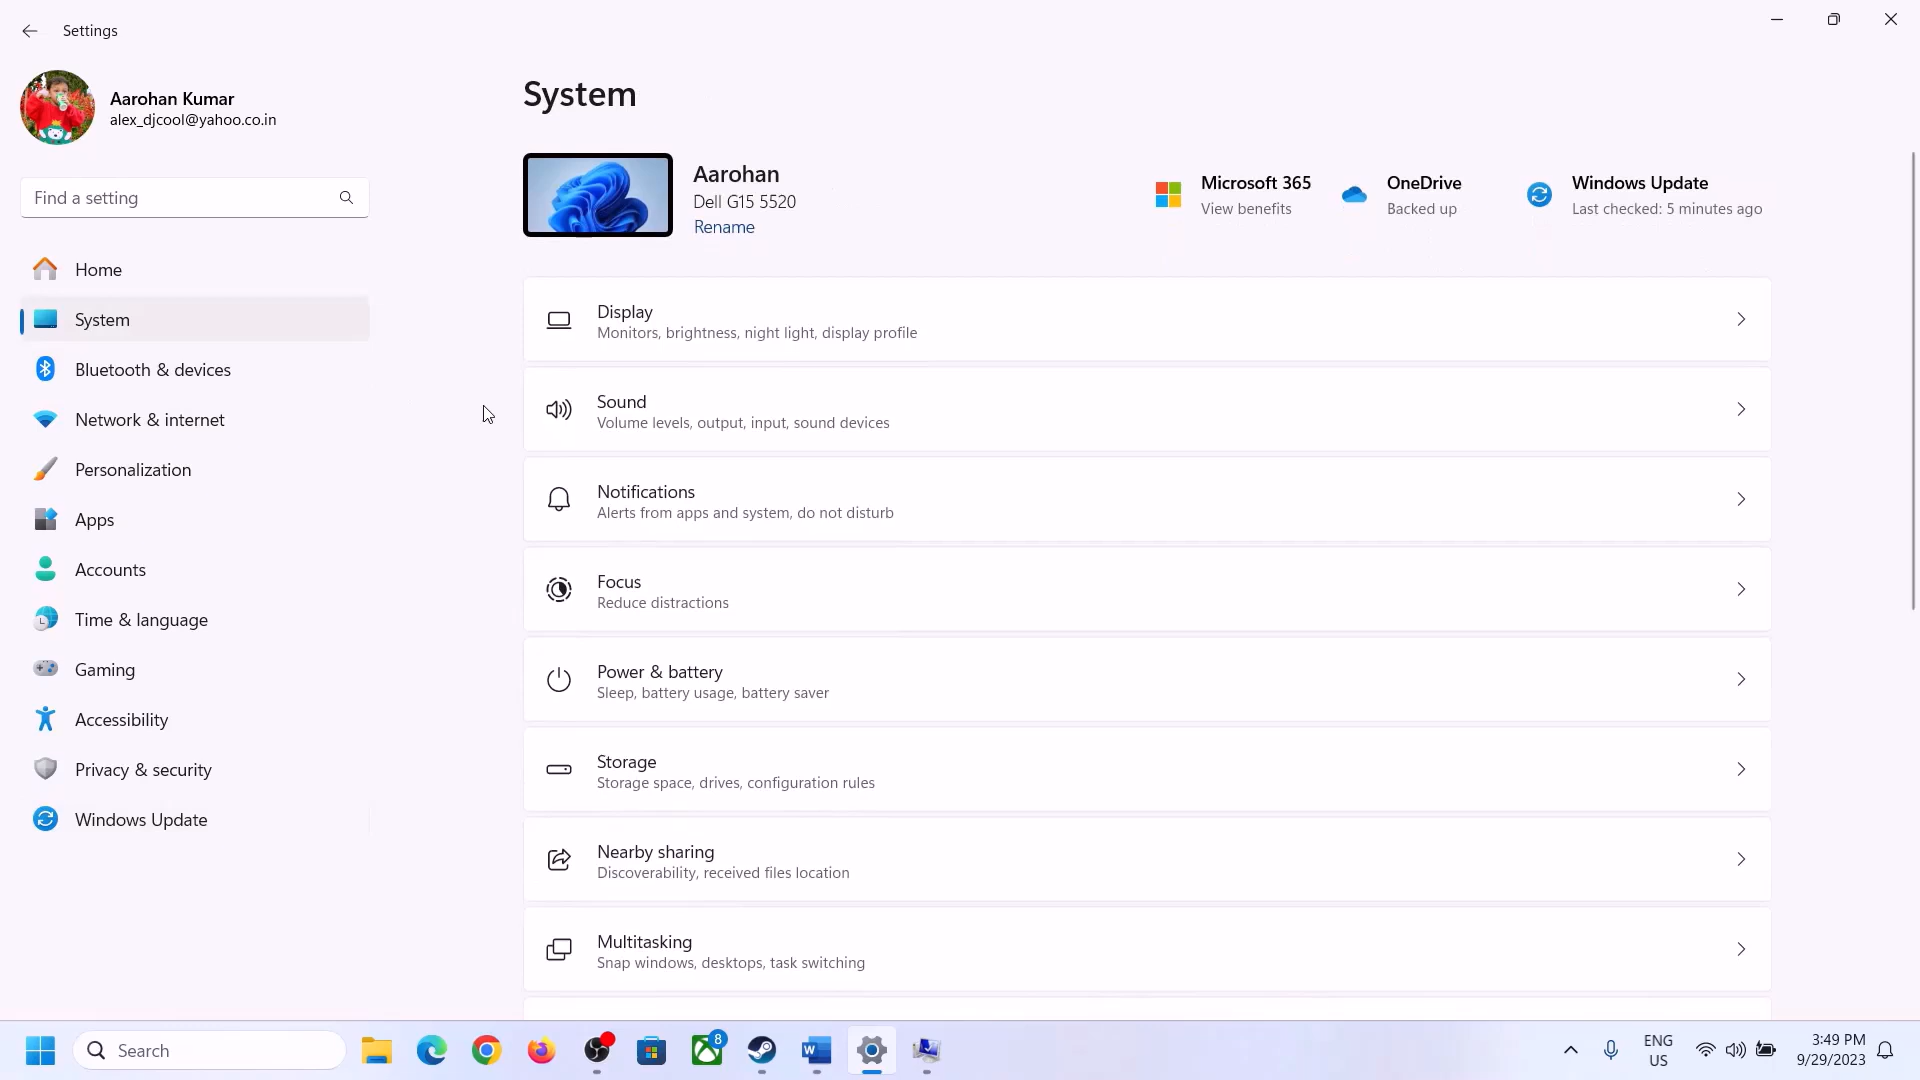 Settings
Aarohan Kumar
alex_djcool@yahoo.co.in
Find a setting
Home
System
Bluetooth & devices
Network & internet
Personalization
Apps
Accounts
Time & language
Gaming
Accessibility
Privacy & security
Windows Update
System
Aarohan
Dell G15 5520
Rename
Microsoft 365
View benefits
OneDrive
Backed up
Windows Update
Last checked: 5 minutes ago
Display
Monitors, brightness, night light, display profile
Sound
Volume levels, output, input, sound devices
Notifications
Alerts from apps and system, do not disturb
Focus
Reduce distractions
Power & battery
Sleep, battery usage, battery saver
Storage
Storage space, drives, configuration rules
Nearby sharing
Discoverability, received files location
Multitasking
Snap windows, desktops, task switching
Search
8
W
ENG
US
3:49 PM
9/29/2023